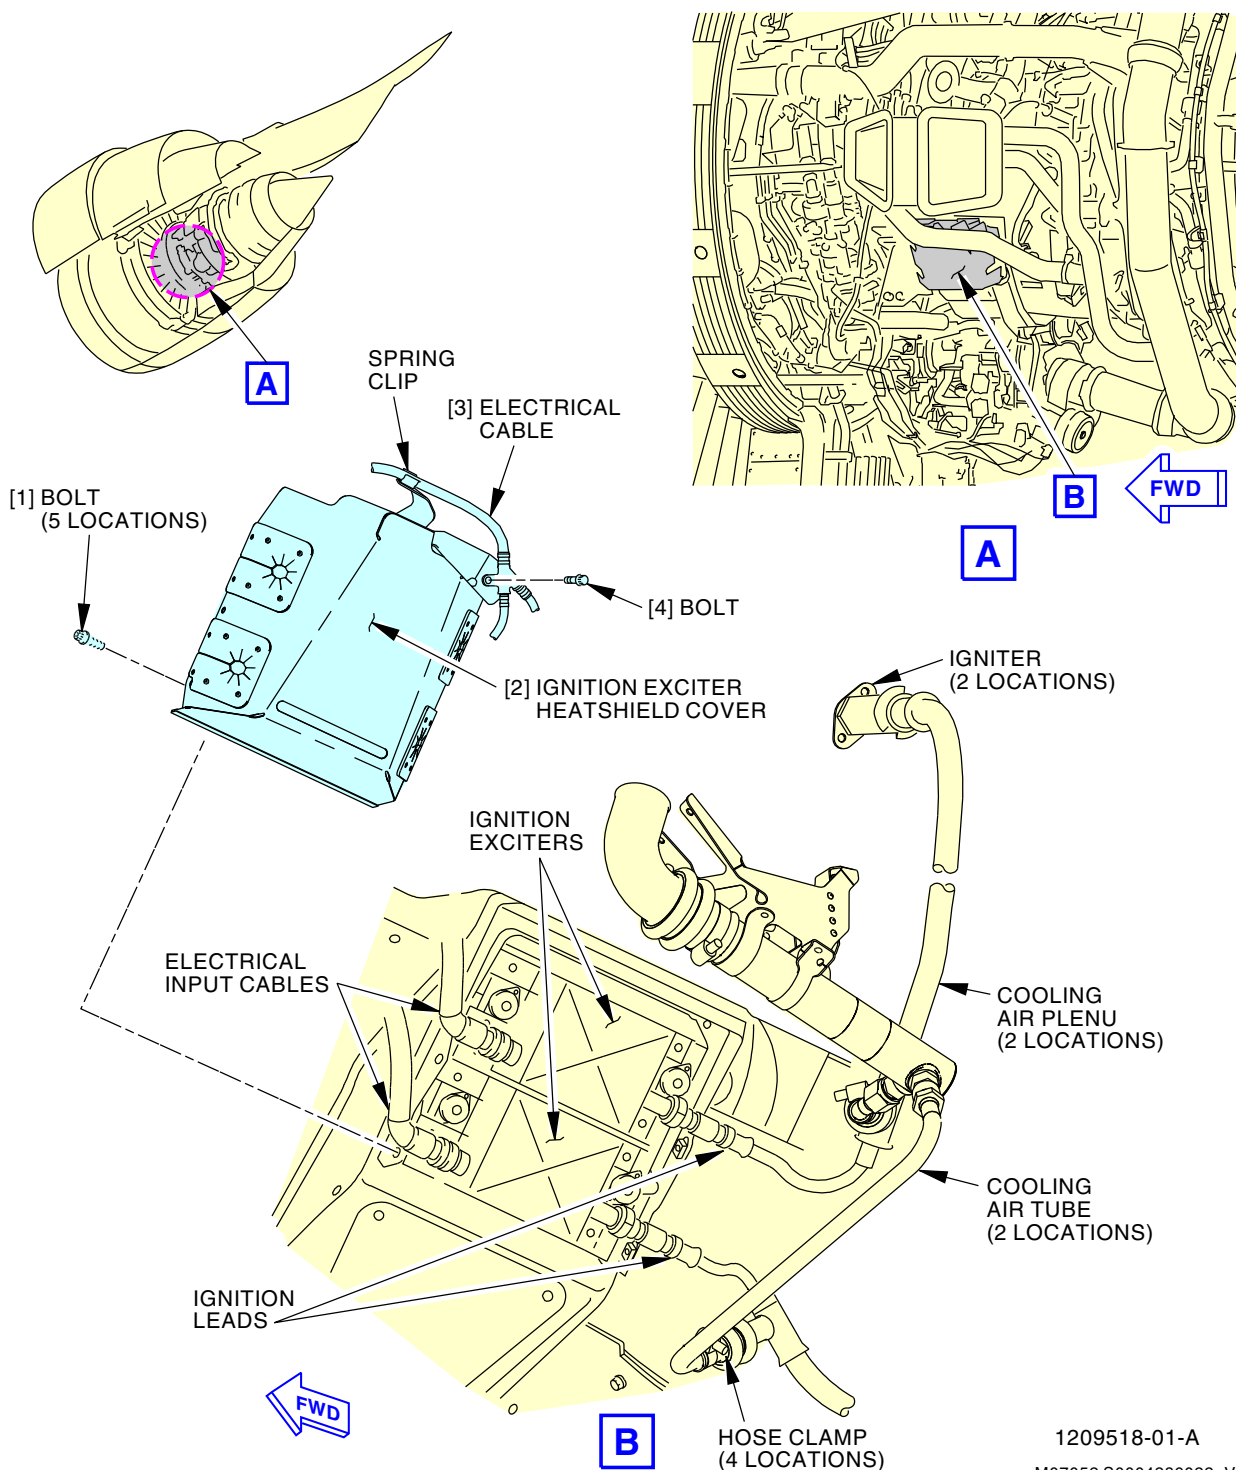 A
SPRING
CLIP
[3] ELECTRICAL
CABLE
[1] BOLT
(5 LOCATIONS)
[4] BOLT
[2] IGNITION EXCITER
HEATSHIELD COVER
B
FWD
A
IGNITER
(2 LOCATIONS)
IGNITION
EXCITERS
ELECTRICAL
INPUT CABLES
COOLING
AIR PLENU
(2 LOCATIONS)
COOLING
AIR TUBE
(2 LOCATIONS)
IGNITION
LEADS
FWD
B
HOSE CLAMP
(4 LOCATIONS)
1209518-01-A